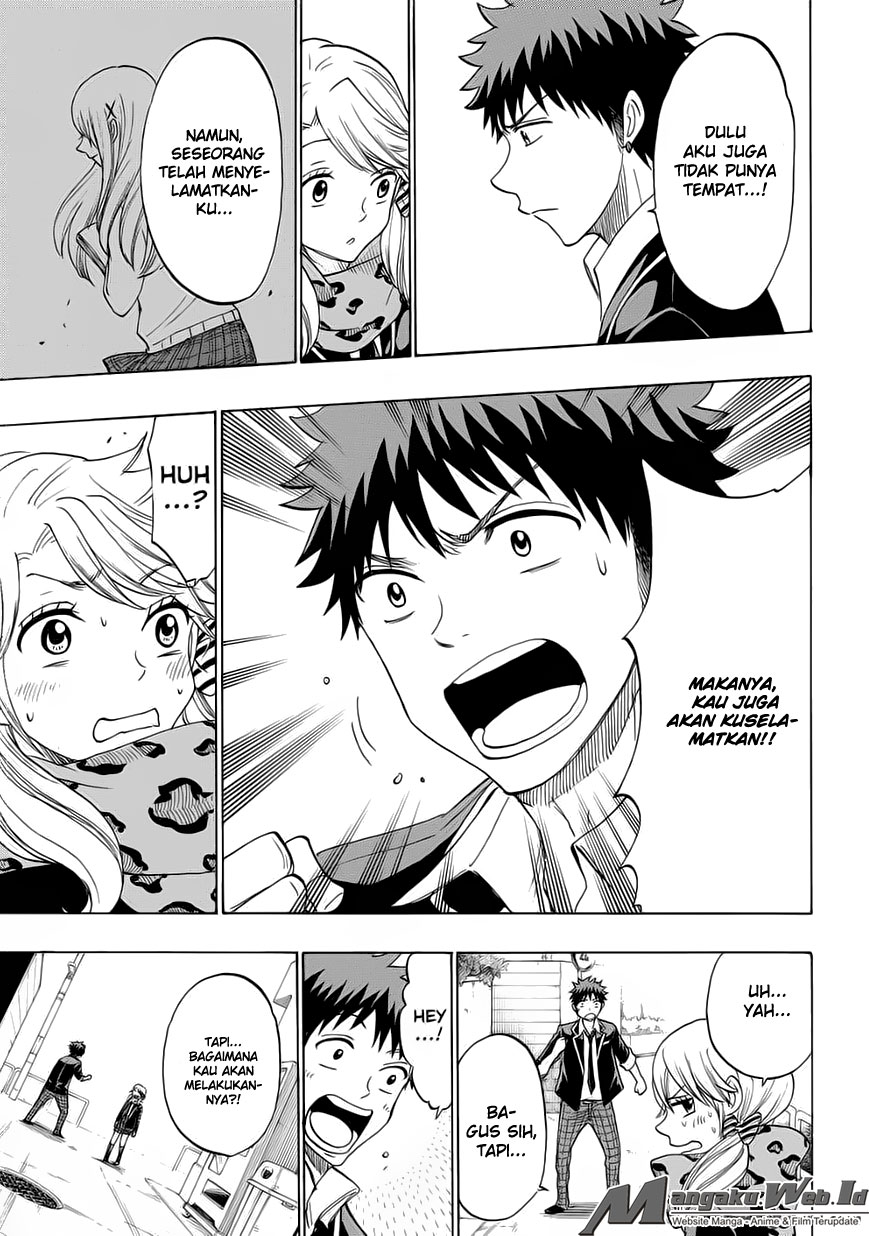 DULU
AKU JUGA
TIDAK PUNYA
TEMPAT...!
NAMUN,
SESEORANG
TELAH MENYE-
LAMATKAN-
KU...
MAKANYA,
KAU JUGA
AKAN KUSELA-
MATKAN!!
HUH
...?
UH...
YAH...
BA-
GUS SIH,
TAPI...
HEY
...!
TAPI...
BAGAIMANA
KAU AKAN
MELAKUKAN-
NYA?!
MangakuWeb.Id
Website Manga - Anime & Film Terupdate